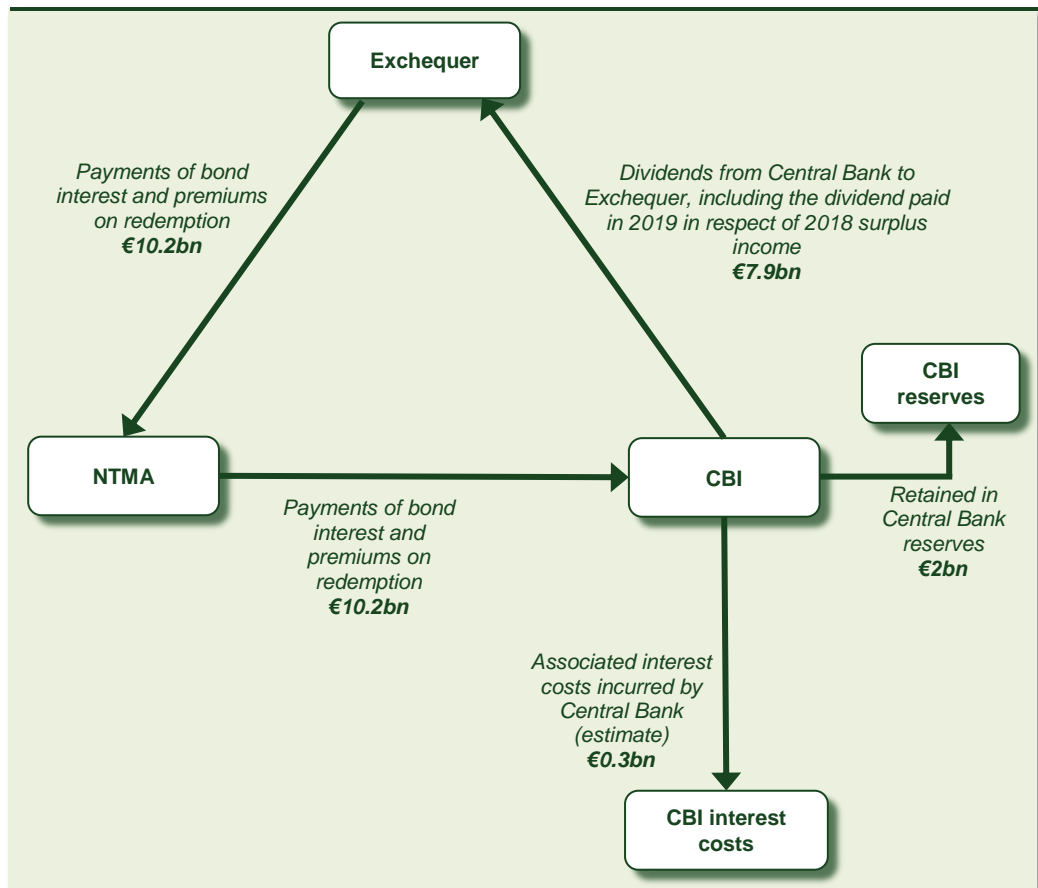 Exchequer
Payments of bond
interest and premiums
on redemption
€10.2bn
Dividends from Central Bank to
Exchequer, including the dividend paid
in 2019 in respect of 2018 surplus
income
€7.9bn
CBI
reserves
NTMA
CBI
Payments of bond
interest and
premiums on
redemption
€10.2bn
Retained in
Central Bank
reserves
€2bn
Associated interest
costs incurred by
Central Bank
(estimate)
€0.3bn
CBI interest
costs